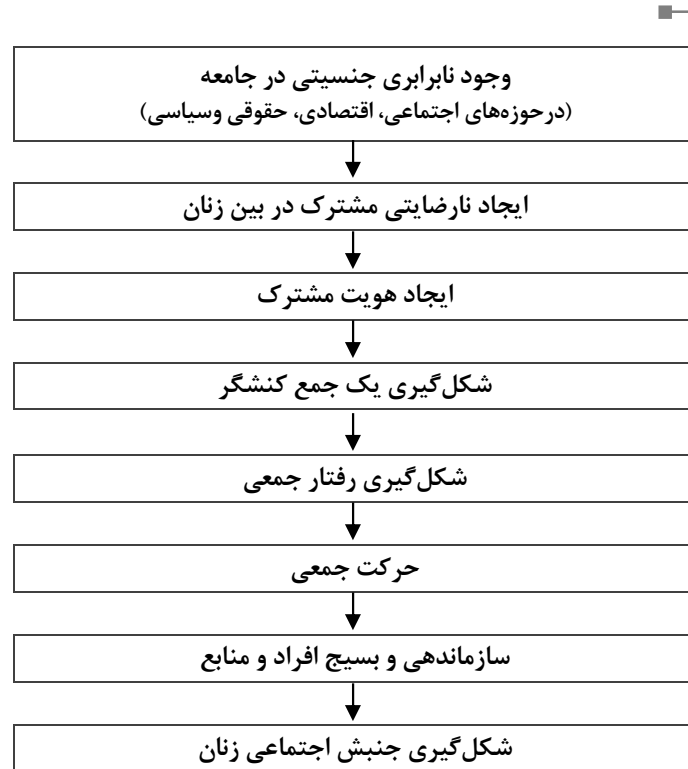 وجود نابرابری جنسیتی در جامعه
(درحوزه‌های اجتماعی، اقتصادی، حقوقی وسیاسی)
ایجاد نارضایتی مشترک در بین زنان
ایجاد هویت مشترک
شکل‌گیری یک جمع کنشگر
شکل‌گیری رفتار جمعی
حرکت جمعی
سازماندهی و بسیج افراد و منابع
شکل‌گیری جنبش اجتماعی زنان